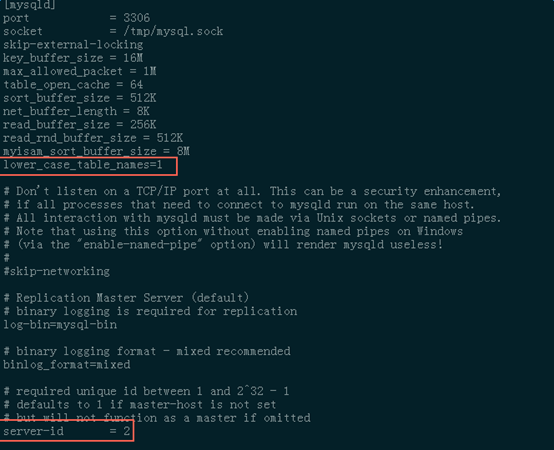 [mysqld]
port            = 3306
socket          = /tmp/mysql.sock
skip-external-locking
key_buffer_size = 16M
max_allowed_packet = 1M
table_open_cache = 64
sort_buffer_size = 512K
net_buffer_length = 8K
read_buffer_size = 256K
read_rnd_buffer_size = 512K
myisam_sort_buffer_size = 8M
lower_case_table_names=1
# Don't listen on a TCP/IP port at all. This can be a security enhancement,
# if all processes that need to connect to mysqld run on the same host.
# All interaction with mysqld must be made via Unix sockets or named pipes.
# Note that using this option without enabling named pipes on Windows
# (via the "enable-named-pipe" option) will render mysqld useless!
#
#skip-networking
# Replication Master Server (default)
# binary logging is required for replication
log-bin=mysql-bin
# binary logging format - mixed recommended
binlog_format=mixed
# required unique id between 1 and 2^32 - 1
# defaults to 1 if master-host is not set
# but will not function as a master if omitted
server-id       = 2